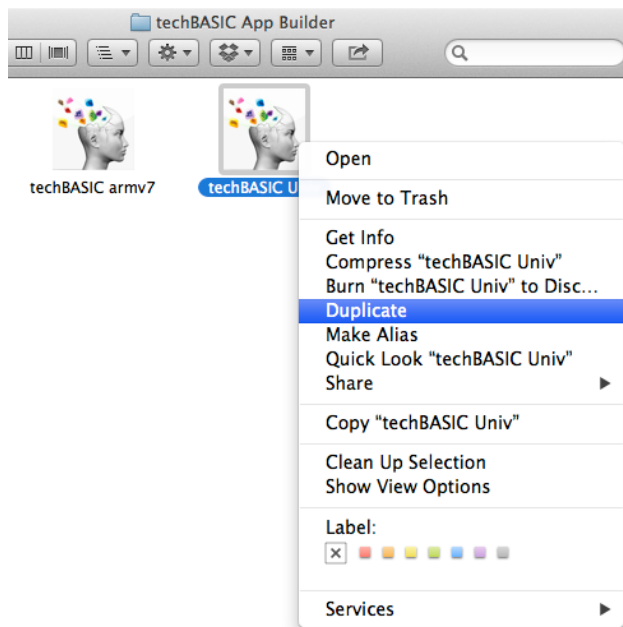 techBASIC App Builder
techBASIC armv7
techBASIC U
Open
Move to Trash
Get Info
Compress “techBASIC Univ”
Burn “techBASIC Univ” to Disc...
Duplicate
Make Alias
Quick Look “techBASIC Univ”
Share
Copy “techBASIC Univ”
Clean Up Selection
Show View Options
Label:
Services